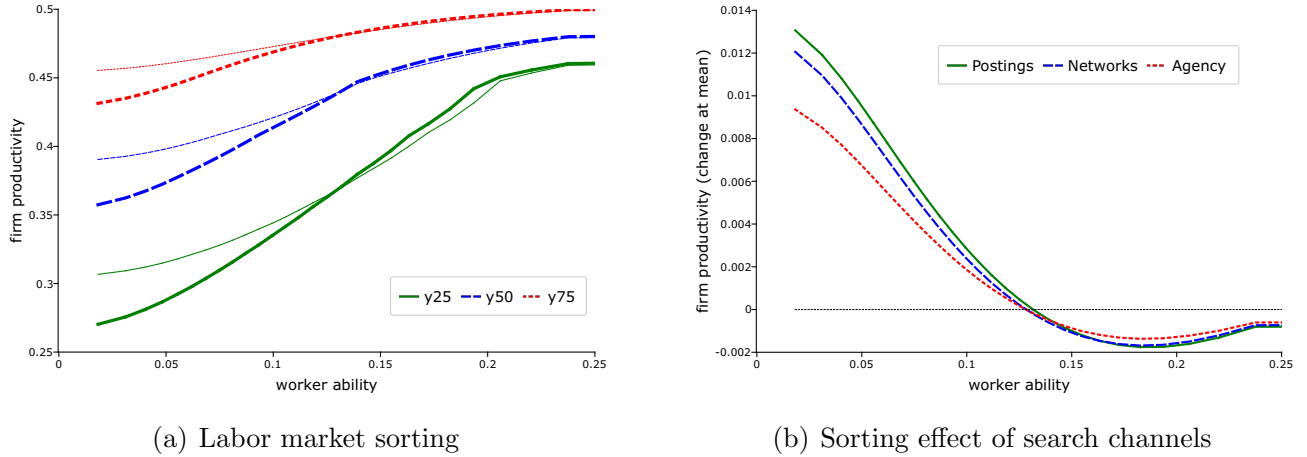 0.5
0.45
0.4
0.35
0.3
0.25
firm productivity
y25 y50 y75
0 0.05 0.1 0.15 0.2 0.25
worker ability
(a) Labor market sorting
0.014
0.012
0.01
0.008
0.006
0.004
0.002
0
-0.002
firm productivity (change at mean)
Postings Networks Agency
0 0.05 0.1 0.15 0.2 0.25
worker ability
(b) Sorting effect of search channels